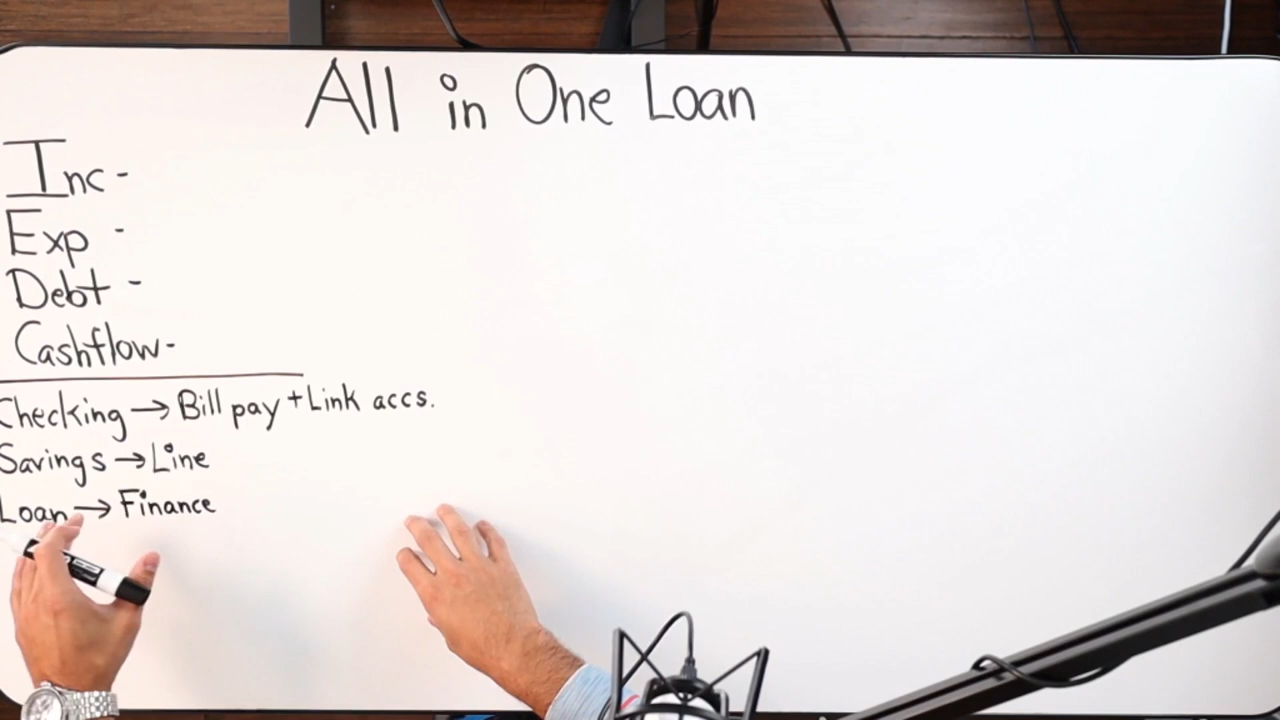 All in One Loan
Inc -
Exp -
Debt -
Cashflow-
Checking → Bill pay + Link accs.
Savings → Line
Loan → Finance